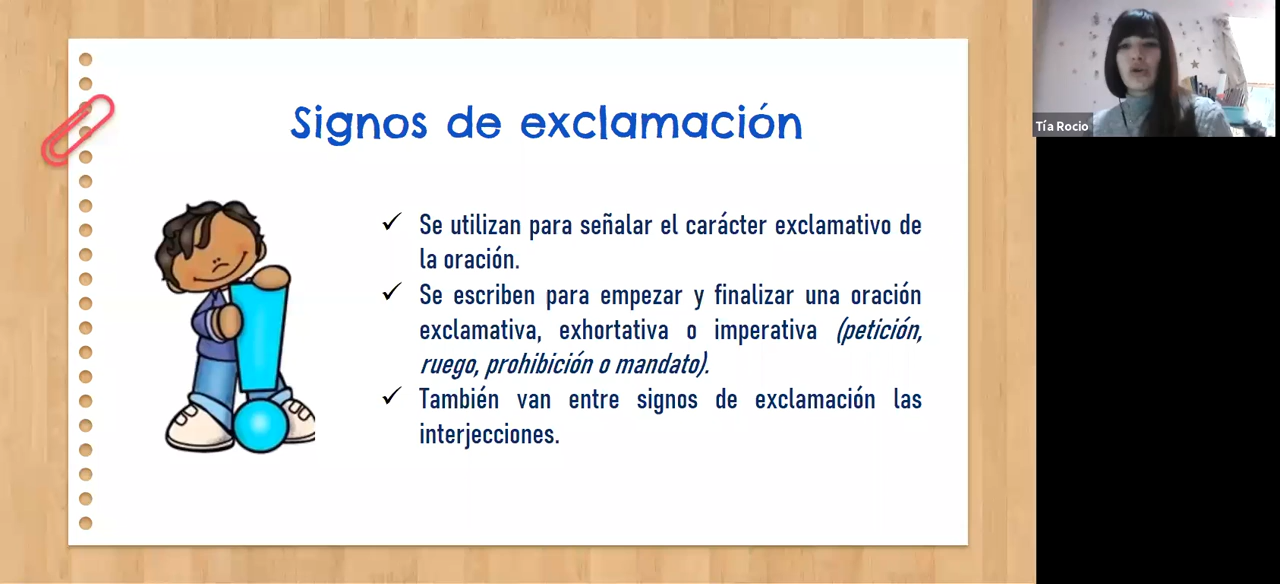 Signos de exclamación
Se utilizan para señalar el carácter exclamativo de
la oración.
Se escriben para empezar y finalizar una oración
exclamativa, exhortativa o imperativa (petición,
ruego, prohibición o mandato).
También van entre signos de exclamación las
interjecciones.
Tía Rocio